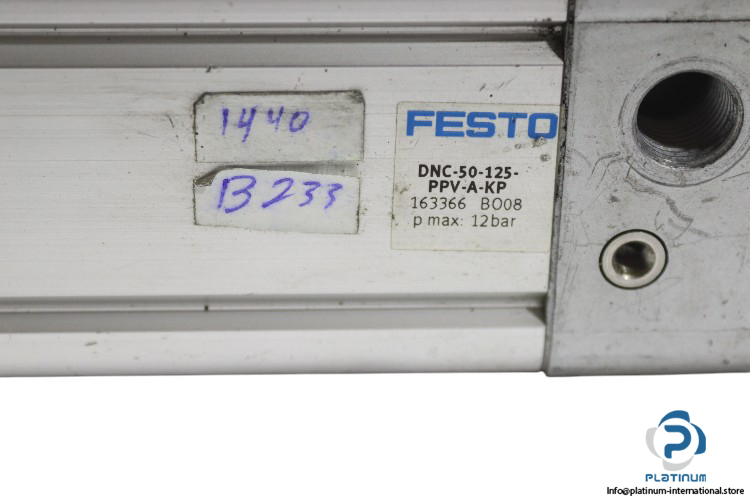 1440
B233
FESTO
DNC-50-125-
PPV-A-KP
163366 BO08
p max: 12bar
PLATINUM
Info@platinum-international.store